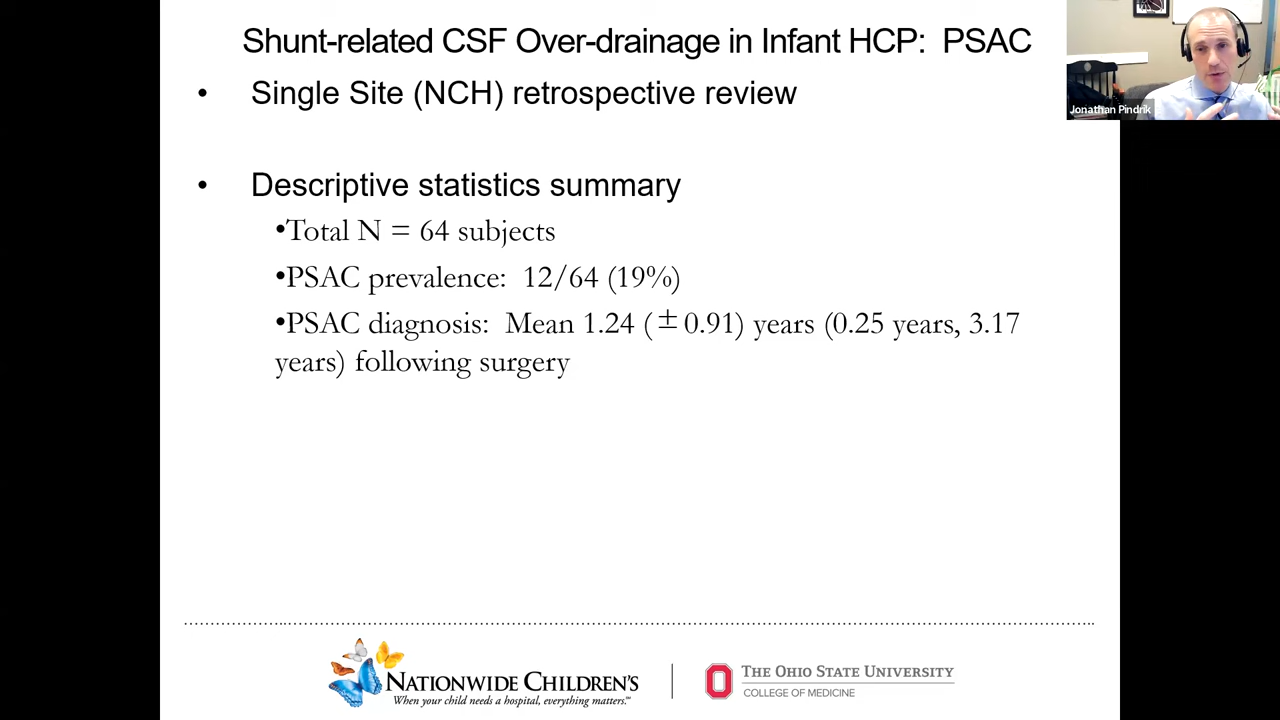 Shunt-related CSF Over-drainage in Infant HCP: PSAC
• Single Site (NCH) retrospective review
• Descriptive statistics summary
•Total N = 64 subjects
•PSAC prevalence: 12/64 (19%)
•PSAC diagnosis: Mean 1.24 (±0.91) years (0.25 years, 3.17
years) following surgery
Jonathan Pindrik
NATIONWIDE CHILDREN'S
When your child needs a hospital, everything matters.™
THE OHIO STATE UNIVERSITY
COLLEGE OF MEDICINE